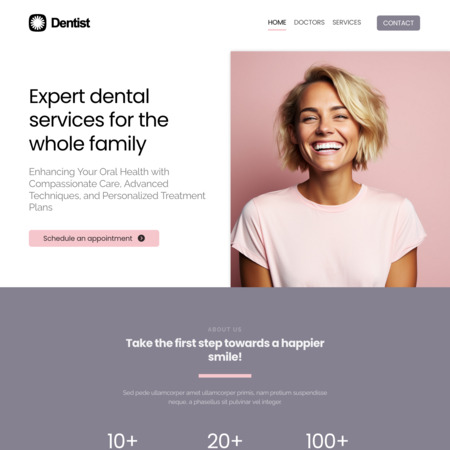 Dentist
HOME DOCTORS SERVICES CONTACT
Expert dental
services for the
whole family
Enhancing Your Oral Health with
Compassionate Care, Advanced
Techniques, and Personalized Treatment
Plans
Schedule an appointment
ABOUT US
Take the first step towards a happier
smile!
Sed pede ullamcorper amet ullamcorper primis, nam pretium suspendisse
neque, a phasellus sit pulvinar vel integer.
10+ 20+ 100+